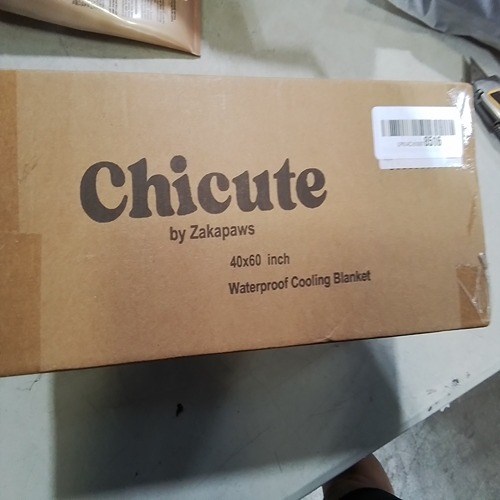 Chicute
by Zakapaws
40x60 inch
Waterproof Cooling Blanket